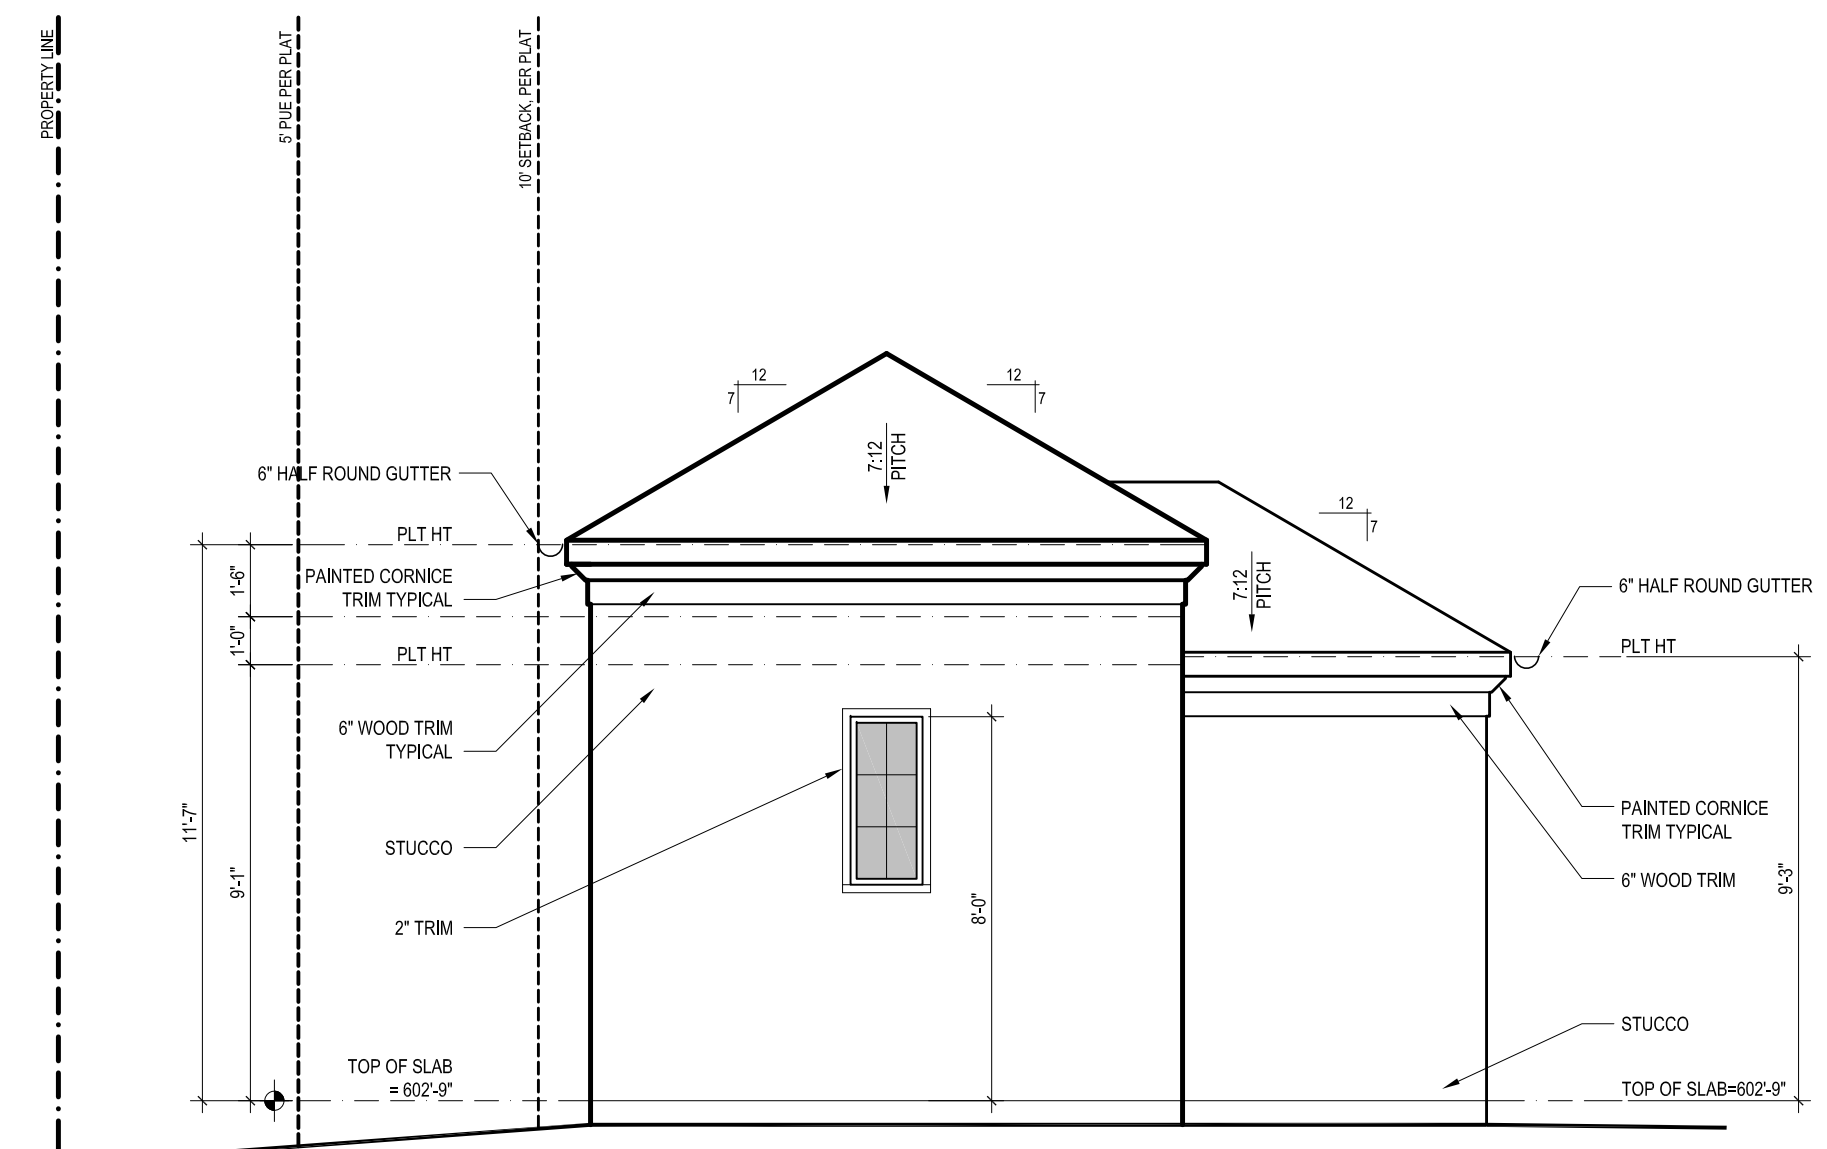 PROPERTY LINE
5' PUE PER PLAT
10' SETBACK, PER PLAT
12
7
12
7
7:12
PITCH
6" HALF ROUND GUTTER
12
7
PLT HT
PAINTED CORNICE
TRIM TYPICAL
1'-6"
7:12
PITCH
6" HALF ROUND GUTTER
1'-0"
PLT HT
PLT HT
6" WOOD TRIM
TYPICAL
11'-7"
STUCCO
PAINTED CORNICE
TRIM TYPICAL
9'-1"
6" WOOD TRIM
9'-3"
8'-0"
2" TRIM
STUCCO
TOP OF SLAB
= 602'-9"
TOP OF SLAB=602'-9"